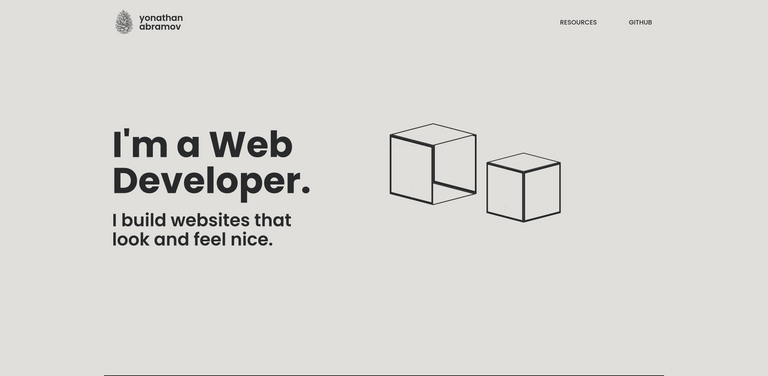 yonathan
abramov
RESOURCES
GITHUB
I'm a Web
Developer.
I build websites that
look and feel nice.